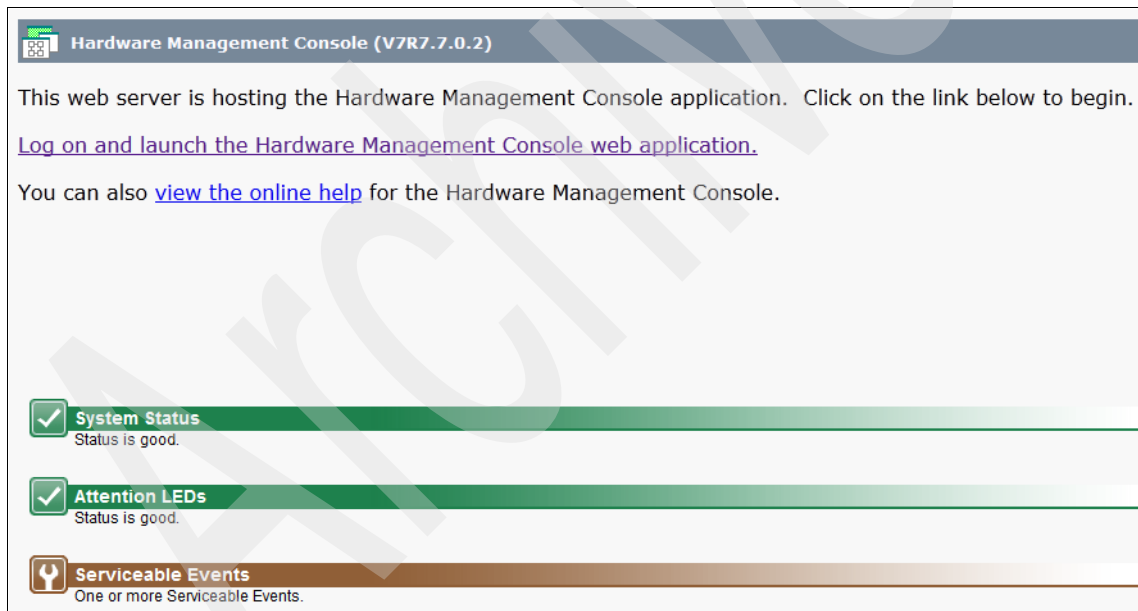 Hardware Management Console (V7R7.7.0.2)
This web server is hosting the Hardware Management Console application. Click on the link below to begin.
Log on and launch the Hardware Management Console web application.
You can also view the online help for the Hardware Management Console.
System Status
Status is good.
Attention LEDs
Status is good.
Serviceable Events
One or more Serviceable Events.
Archive